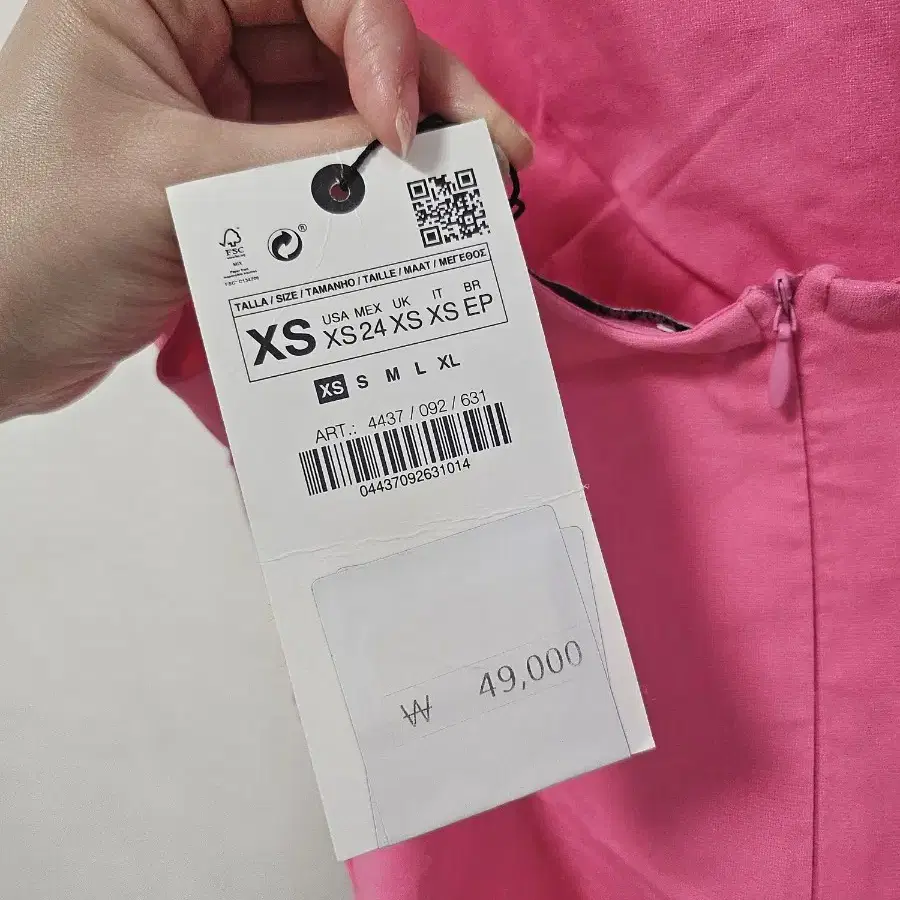 ®
FSC
MIX
TALLA / SIZE / TAMANHO / TAILLE / MAAT / ΜΕΓΕΘΟΣ
XS USA MEX UK IT BR
XS 24 XS XS EP
XS S M L XL
ART.: 4437 / 092 / 631
04437092631014
₩ 49,000